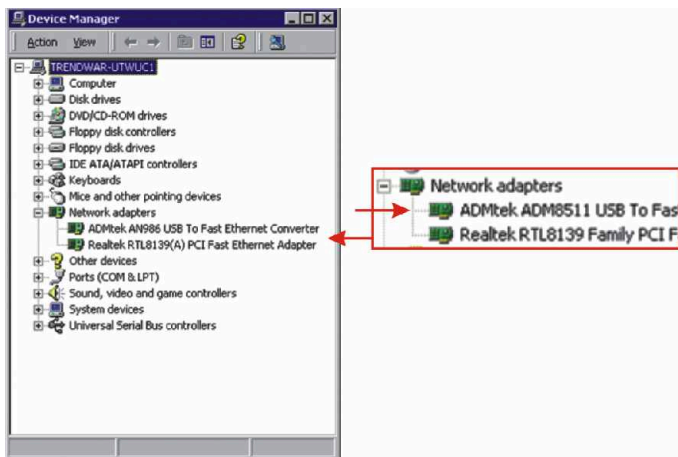 Device Manager
Action View
TRENDWAR-UTWUC1
Computer
Disk drives
DVD/CD-ROM drives
Floppy disk controllers
Floppy disk drives
IDE ATA/ATAPI controllers
Keyboards
Mice and other pointing devices
Network adapters
ADMtek AN986 USB To Fast Ethernet Converter
Realtek RTL8139(A) PCI Fast Ethernet Adapter
Other devices
Ports (COM & LPT)
Sound, video and game controllers
System devices
Universal Serial Bus controllers
Network adapters
ADMtek ADM8511 USB To Fas
Realtek RTL8139 Family PCI F